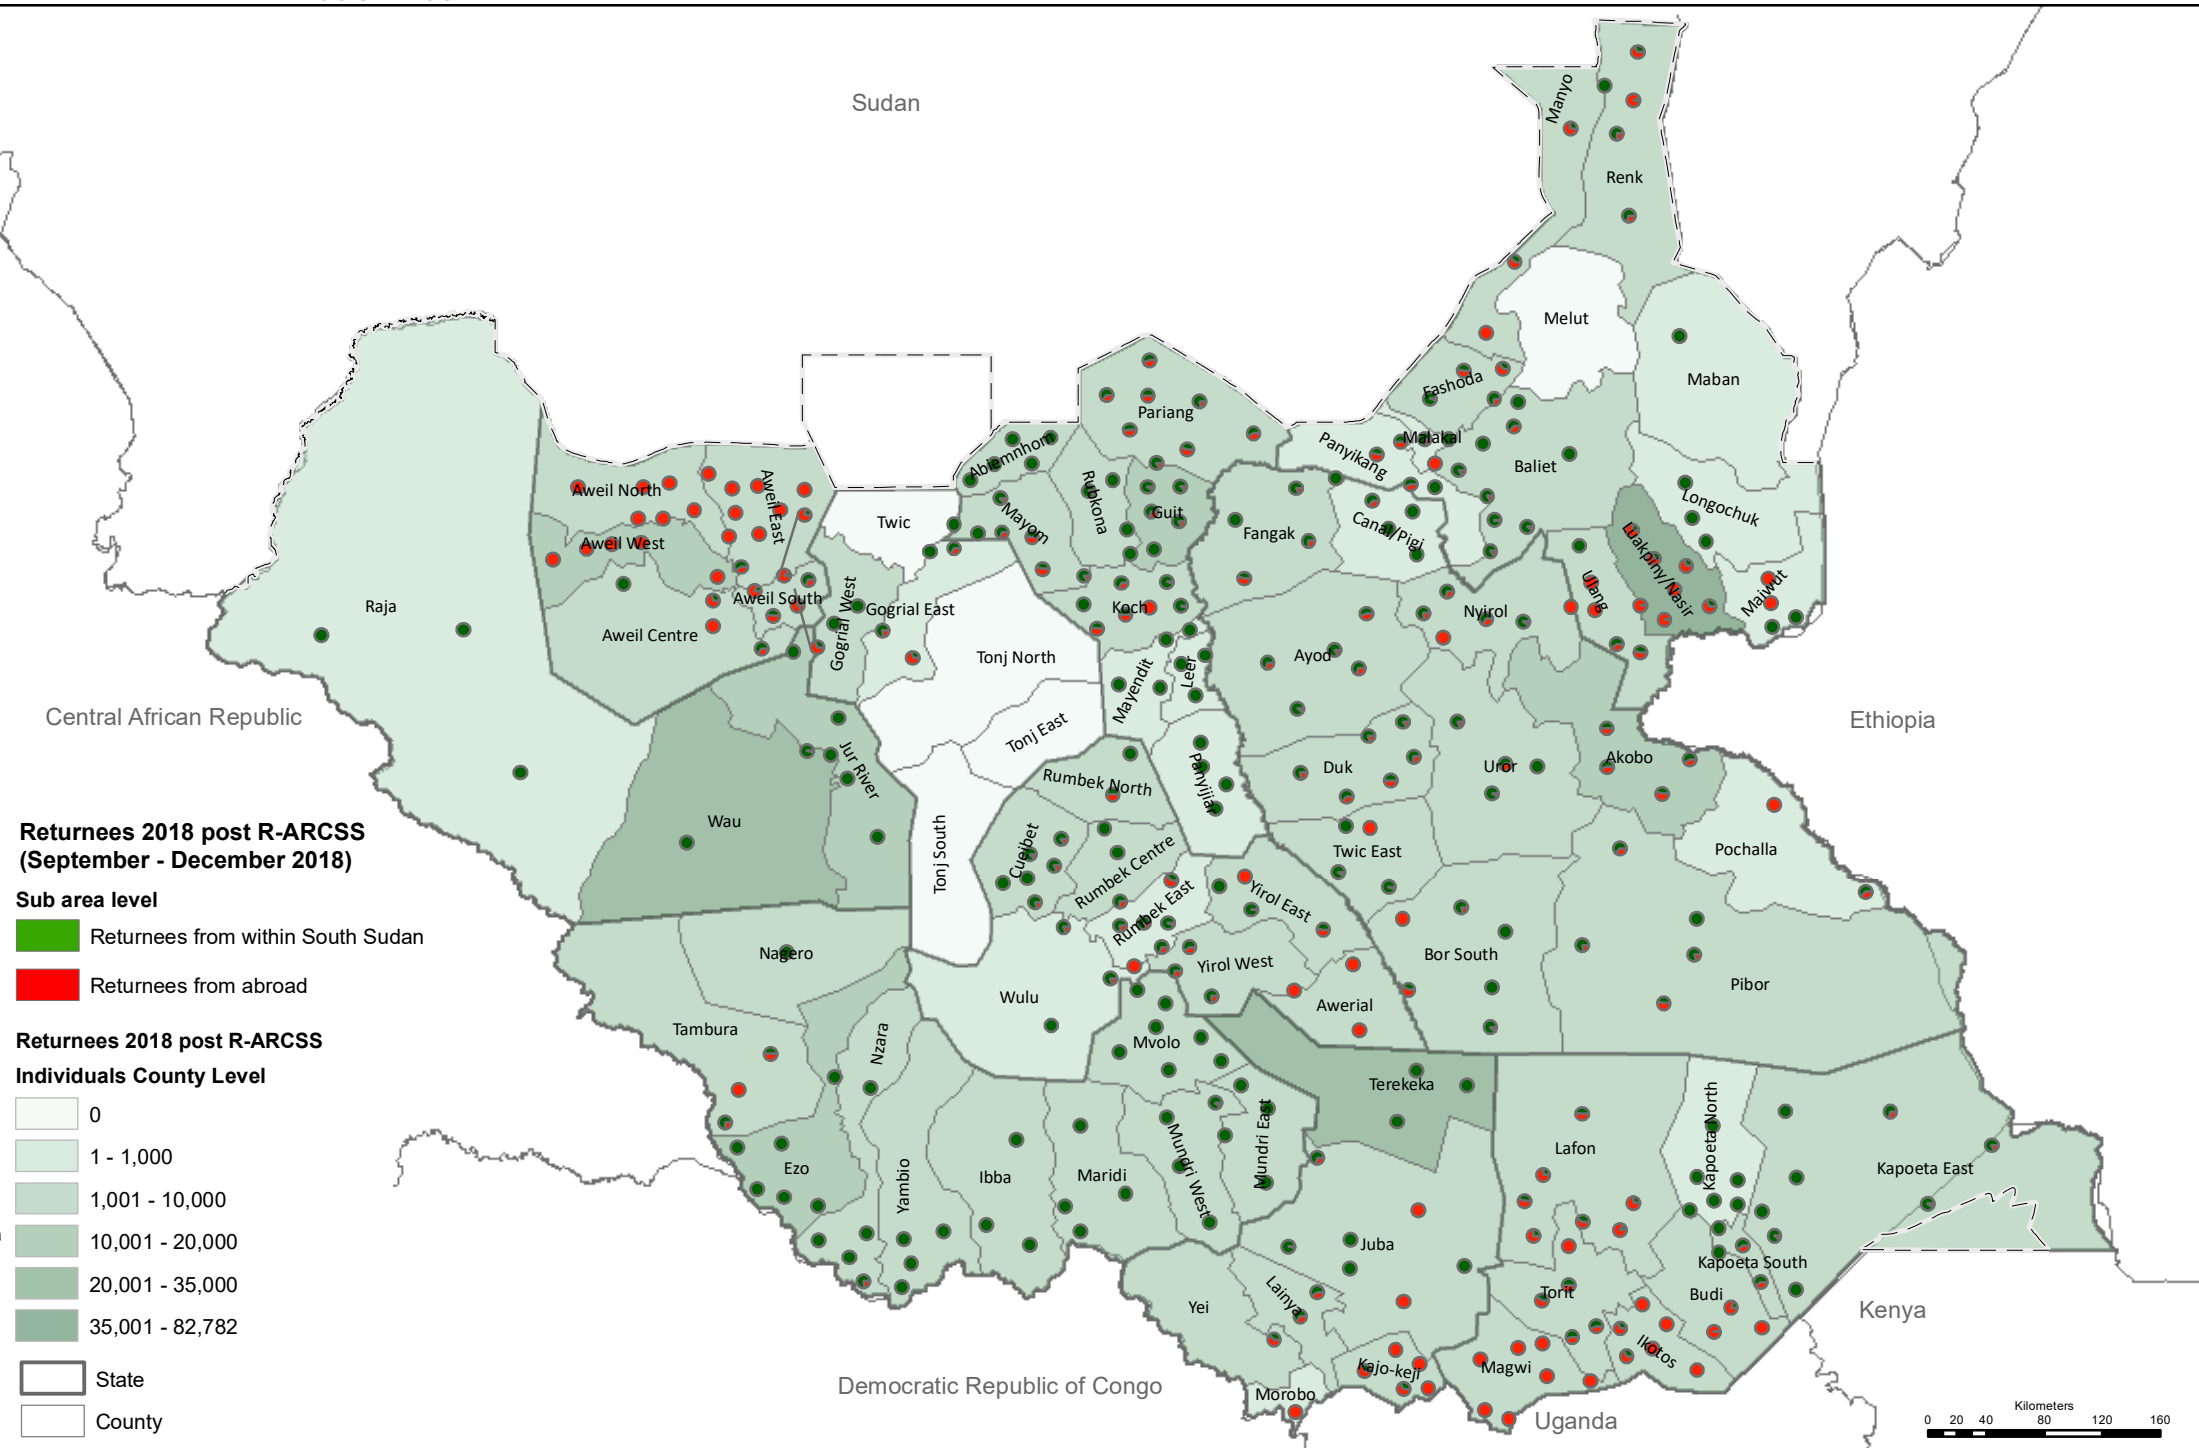 Sudan
Manyo
Renk
Melut
Maban
Fashoda
Pariang
Malakal
Panyikang
Baliet
Abiemnhom
Longochuk
Aweil North
Aweil East
Rubkona
Twic
Mayom
Guit
Fangak
Canal/Pigi
Aweil West
Luakpiny/Nasir
Ulang
Maiwut
Raja
Aweil South
Gogrial West
Gogrial East
Koch
Nyirol
Aweil Centre
Tonj North
Ayod
Leer
Mayendit
Central African Republic
Ethiopia
Tonj East
Jur River
Akobo
Uror
Duk
Panyijiar
Rumbek North
Wau
Pochalla
Twic East
Tonj South
Cueibet
Rumbek Centre
Rumbek East
Yirol East
Nagero
Bor South
Yirol West
Pibor
Wulu
Awerial
Tambura
Nzara
Mvolo
Terekeka
Kapoeta North
Lafon
Mundri East
Ezo
Ibba
Maridi
Mundri West
Yambio
Kapoeta East
Juba
Kapoeta South
Lainya
Torit
Budi
Yei
Kenya
Ikotos
Magwi
Kajo-keji
Democratic Republic of Congo
Morobo
Uganda
Returnees 2018 post R-ARCSS
(September - December 2018)
Sub area level
Returnees from within South Sudan
Returnees from abroad
Returnees 2018 post R-ARCSS
Individuals County Level
0
1 - 1,000
1,001 - 10,000
10,001 - 20,000
20,001 - 35,000
35,001 - 82,782
State
County
Kilometers
0 20 40 80 120 160